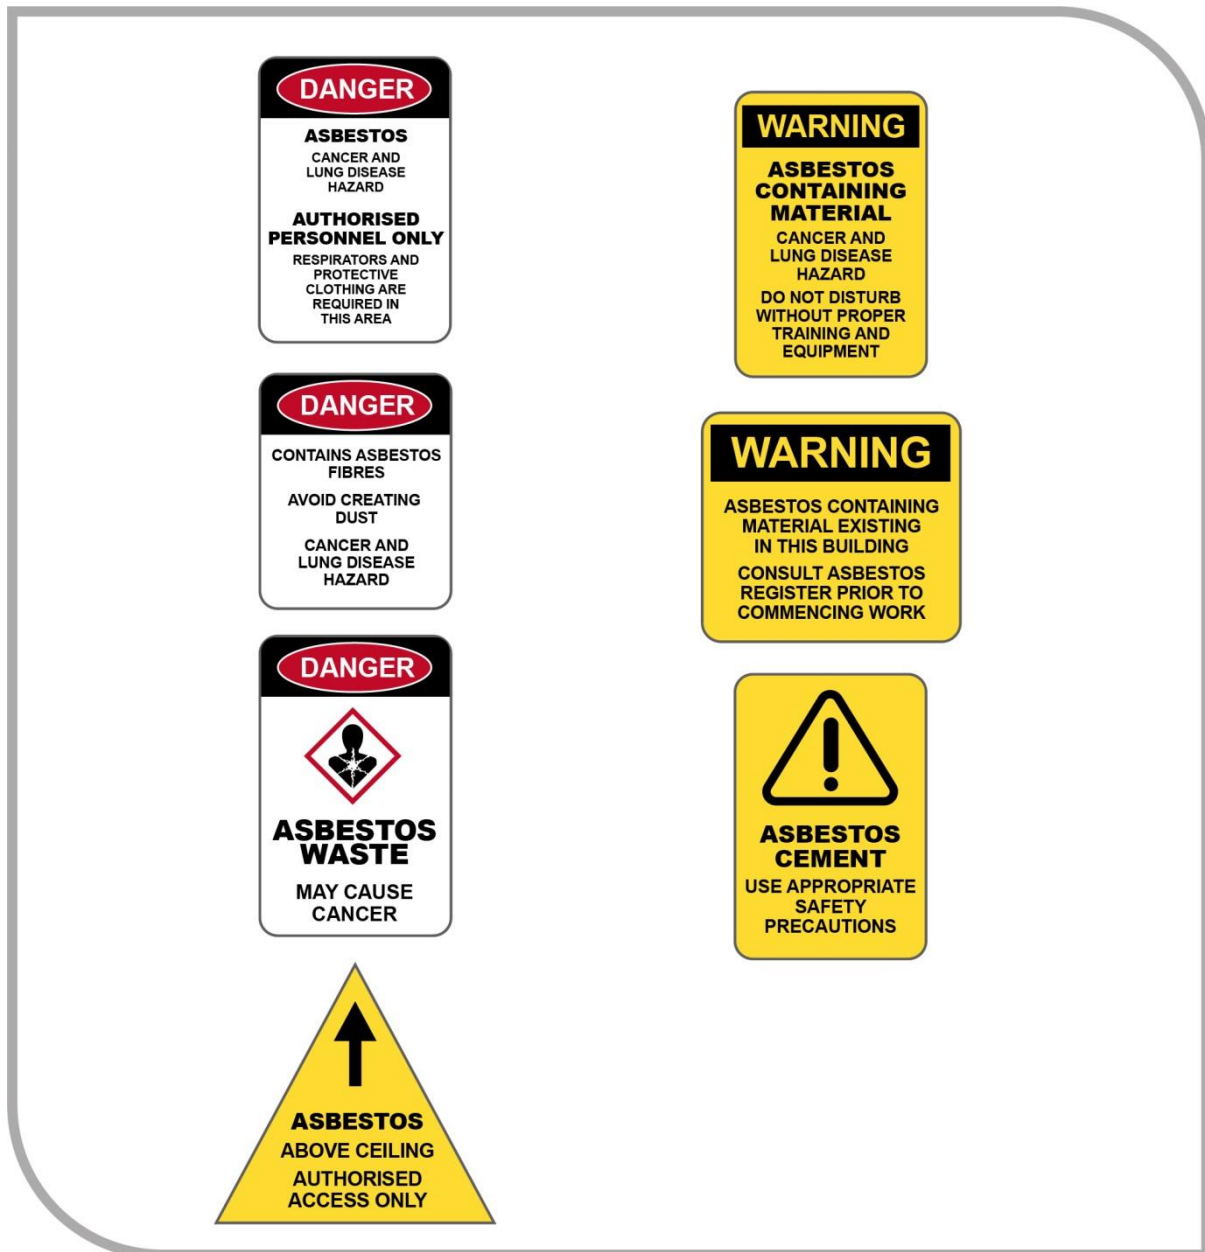 DANGER
ASBESTOS
CANCER AND
LUNG DISEASE
HAZARD
AUTHORISED
PERSONNEL ONLY
RESPIRATORS AND
PROTECTIVE
CLOTHING ARE
REQUIRED IN
THIS AREA
DANGER
CONTAINS ASBESTOS
FIBRES
AVOID CREATING
DUST
CANCER AND
LUNG DISEASE
HAZARD
DANGER
ASBESTOS
WASTE
MAY CAUSE
CANCER
ASBESTOS
ABOVE CEILING
AUTHORISED
ACCESS ONLY
WARNING
ASBESTOS
CONTAINING
MATERIAL
CANCER AND
LUNG DISEASE
HAZARD
DO NOT DISTURB
WITHOUT PROPER
TRAINING AND
EQUIPMENT
WARNING
ASBESTOS CONTAINING
MATERIAL EXISTING
IN THIS BUILDING
CONSULT ASBESTOS
REGISTER PRIOR TO
COMMENCING WORK
ASBESTOS
CEMENT
USE APPROPRIATE
SAFETY
PRECAUTIONS